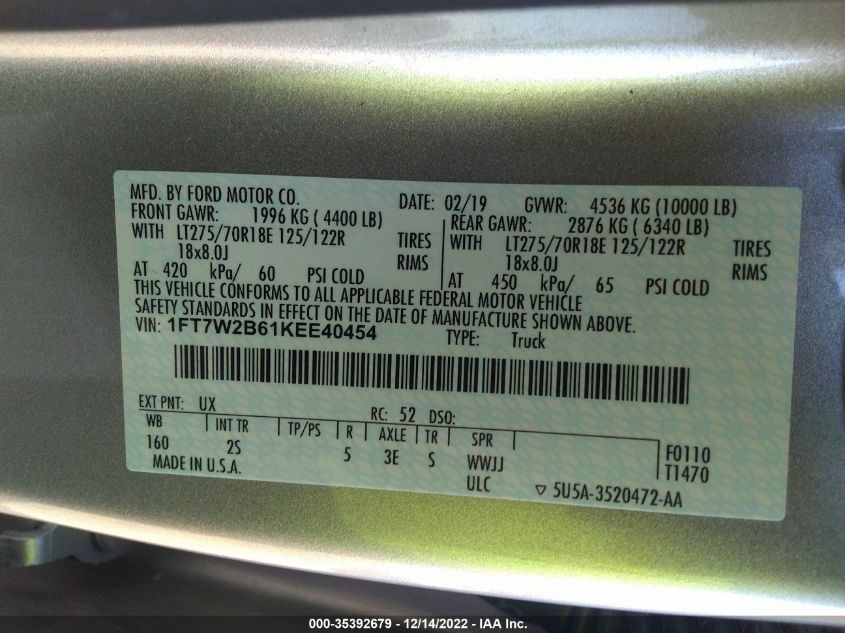 MFD. BY FORD MOTOR CO. DATE: 02/19 GVWR: 4536 KG (10000 LB)
FRONT GAWR: 1996 KG ( 4400 LB) REAR GAWR: 2876 KG ( 6340 LB)
WITH LT275/70R18E 125/122R TIRES WITH LT275/70R18E 125/122R TIRES
18x8.0J RIMS 18x8.0J RIMS
AT 420 kPa/ 60 PSI COLD AT 450 kPa/ 65 PSI COLD
THIS VEHICLE CONFORMS TO ALL APPLICABLE FEDERAL MOTOR VEHICLE
SAFETY STANDARDS IN EFFECT ON THE DATE OF MANUFACTURE SHOWN ABOVE.
VIN: 1FT7W2B61KEE40454 TYPE: Truck
EXT PNT: UX RC: 52 DSO:
WB INT TR TP/PS R AXLE TR SPR F0110
160 2S 5 3E S WWJJ T1470
MADE IN U.S.A. ULC ▽ 5U5A-3520472-AA
000-35392679 - 12/14/2022 - IAA Inc.